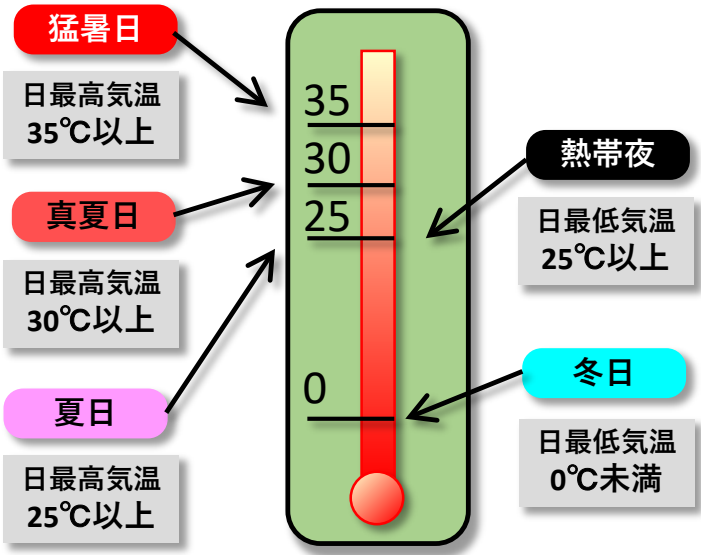 猛暑日
日最高気温
35℃以上
真夏日
日最高気温
30℃以上
夏日
日最高気温
25℃以上
35
30
25
0
熱帯夜
日最低気温
25℃以上
冬日
日最低気温
0℃未満